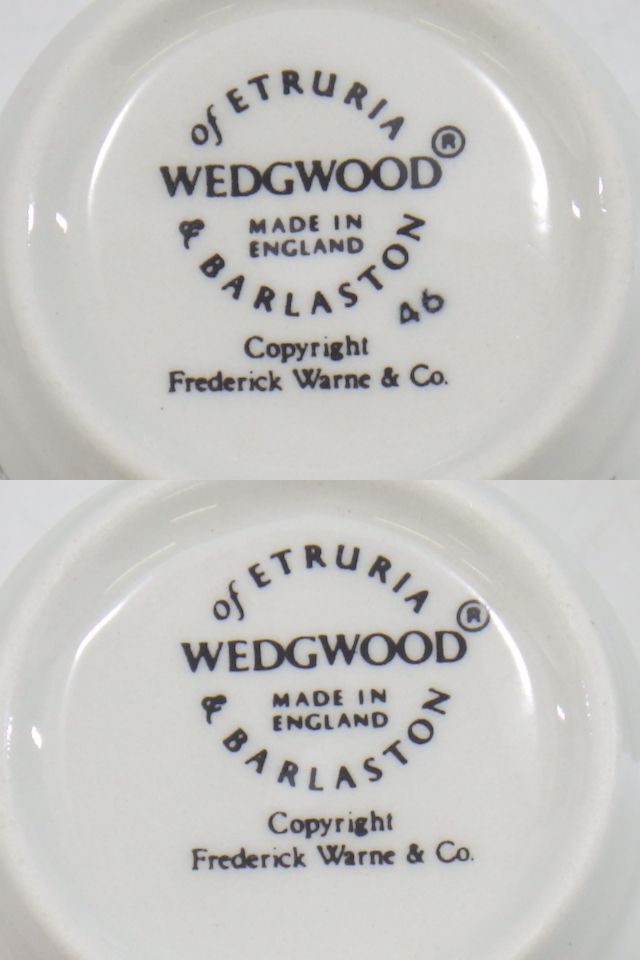 of ETRURIA
WEDGWOOD ®
MADE IN
ENGLAND
& BARLASTON
46
Copyright
Frederick Warne & Co.
of ETRURIA
WEDGWOOD ®
MADE IN
ENGLAND
& BARLASTON
Copyright
Frederick Warne & Co.